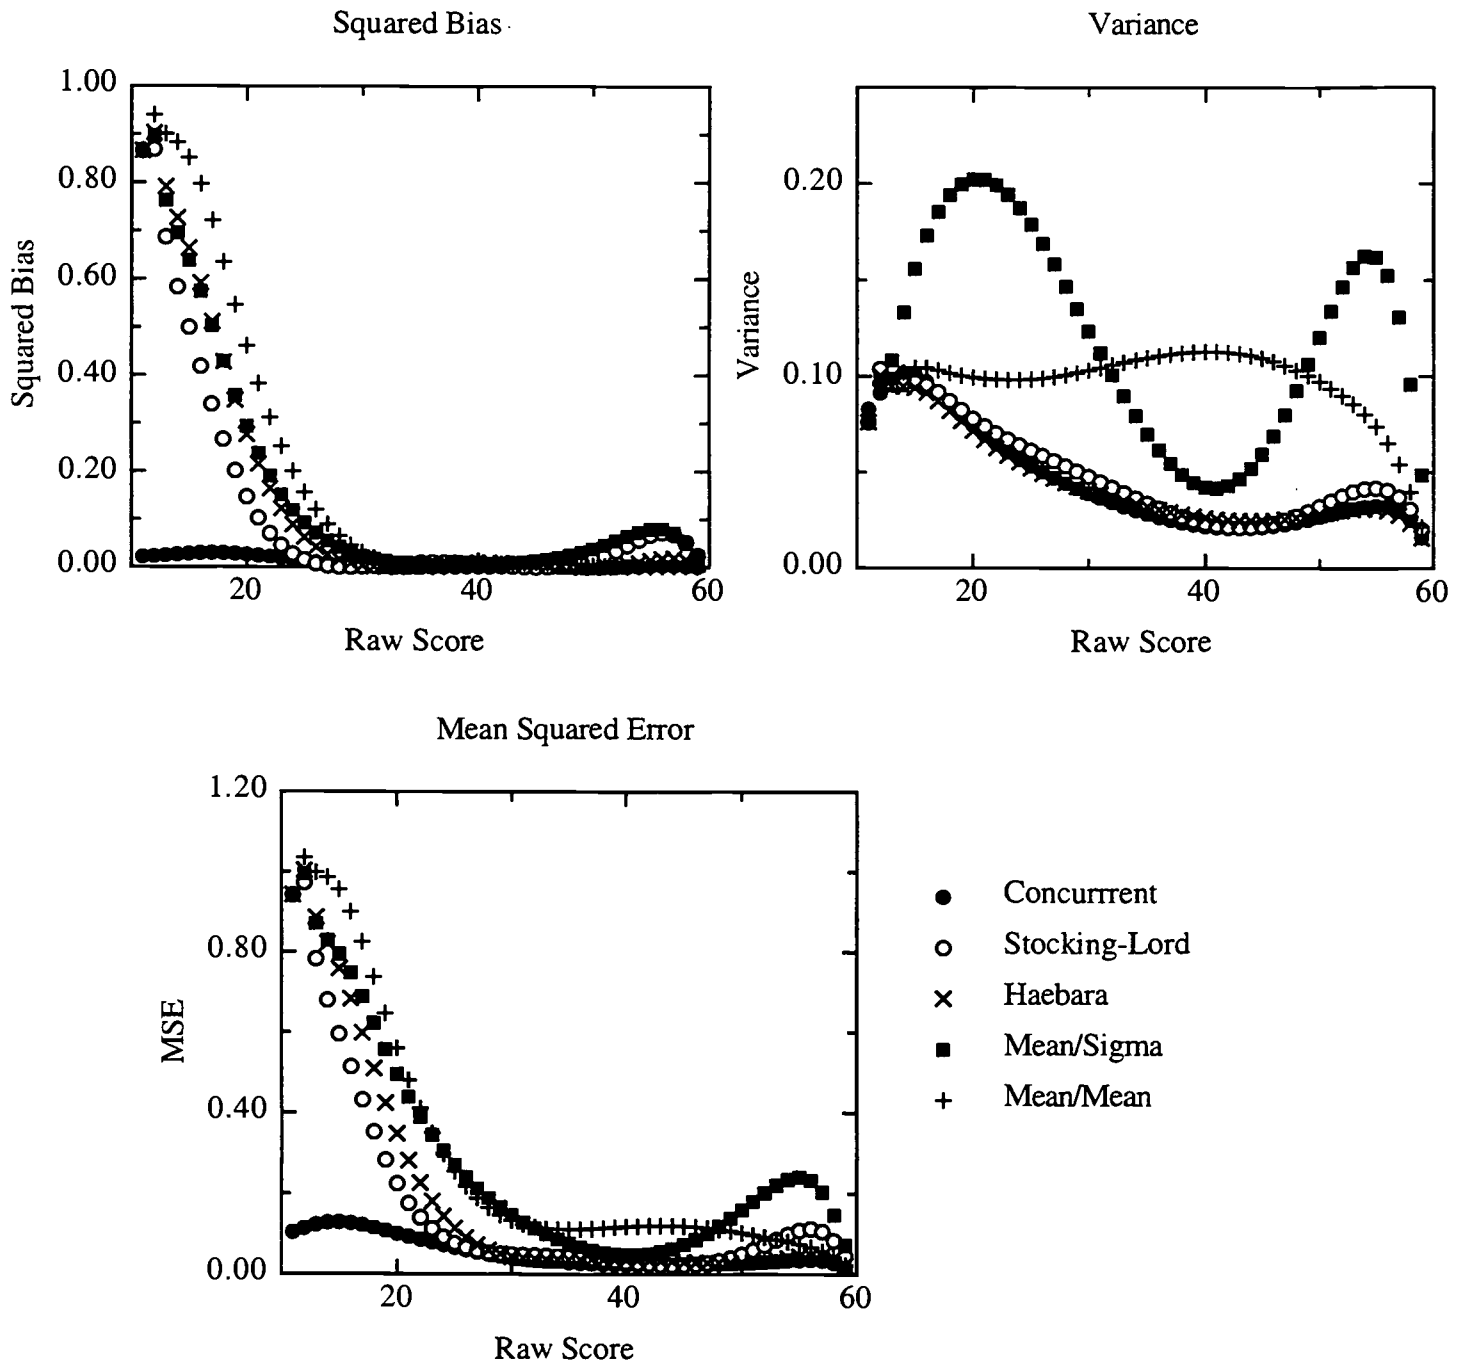 Squared Bias
Variance
1.00
0.80
0.60
0.40
0.20
0.00
Squared Bias
20
40
60
Raw Score
0.20
0.10
0.00
Variance
20
40
60
Raw Score
Mean Squared Error
1.20
0.80
0.40
0.00
MSE
20
40
60
Raw Score
Concurrrent
Stocking-Lord
Haebara
Mean/Sigma
Mean/Mean